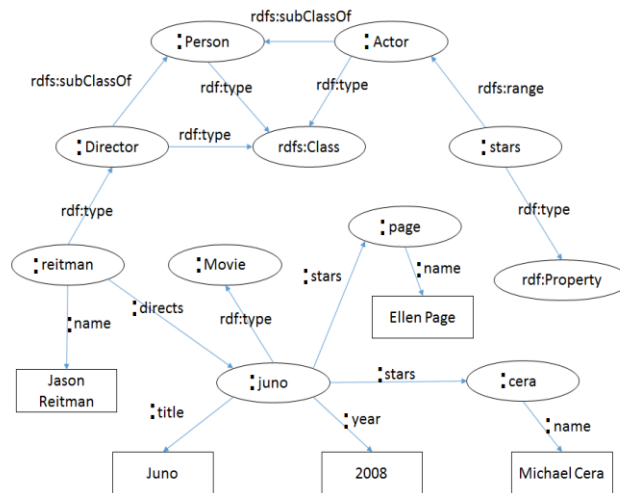 rdfs:subClassOf
:Person
:Actor
rdfs:subClassOf
rdf:type
rdf:type
rdfs:range
:Director
rdf:type
rdfs:Class
:stars
rdf:type
rdf:type
:page
:reitman
:Movie
:stars
:name
rdf:Property
:name
:directs
rdf:type
Ellen Page
Jason
Reitman
:juno
:stars
:cera
:title
:year
:name
Juno
2008
Michael Cera